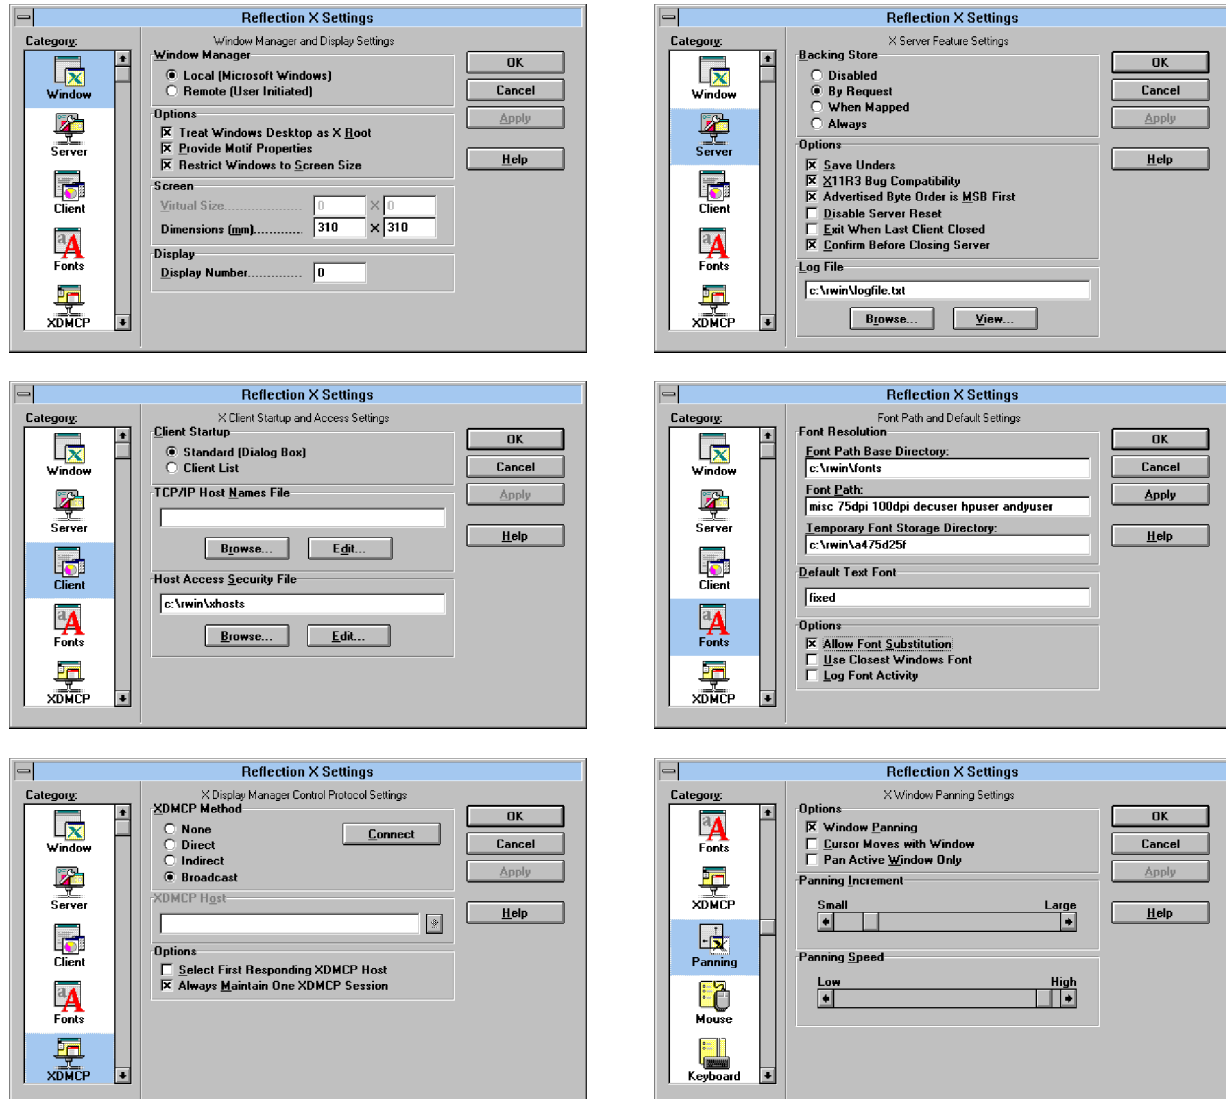 Reflection X Settings
Category:
Window
Server
Client
Fonts
XDMCP
Window Manager and Display Settings
Window Manager
Local (Microsoft Windows)
Remote (User Initiated)
Options
Treat Windows Desktop as X Root
Provide Motif Properties
Restrict Windows to Screen Size
Screen
Virtual Size.................. 0 X 0
Dimensions (mm)........... 310 X 310
Display
Display Number............. 0
OK
Cancel
Apply
Help
Reflection X Settings
Category:
Window
Server
Client
Fonts
XDMCP
X Server Feature Settings
Backing Store
Disabled
By Request
When Mapped
Always
Options
Save Unders
X11R3 Bug Compatibility
Advertised Byte Order is MSB First
Disable Server Reset
Exit When Last Client Closed
Confirm Before Closing Server
Log File
c:\rwin\logfile.txt
Browse... View...
OK
Cancel
Apply
Help
Reflection X Settings
Category:
Window
Server
Client
Fonts
XDMCP
X Client Startup and Access Settings
Client Startup
Standard (Dialog Box)
Client List
TCP/IP Host Names File
Browse... Edit...
Host Access Security File
c:\rwin\xhosts
Browse... Edit...
OK
Cancel
Apply
Help
Reflection X Settings
Category:
Window
Server
Client
Fonts
XDMCP
Font Path and Default Settings
Font Resolution
Font Path Base Directory:
c:\rwin\fonts
Font Path:
misc 75dpi 100dpi decuser hpuser andyuser
Temporary Font Storage Directory:
c:\rwin\a475d25f
Default Text Font
fixed
Options
Allow Font Substitution
Use Closest Windows Font
Log Font Activity
OK
Cancel
Apply
Help
Reflection X Settings
Category:
Window
Server
Client
Fonts
XDMCP
X Display Manager Control Protocol Settings
XDMCP Method
None
Direct
Indirect
Broadcast
Connect
XDMCP Host
Options
Select First Responding XDMCP Host
Always Maintain One XDMCP Session
OK
Cancel
Apply
Help
Reflection X Settings
Category:
Fonts
XDMCP
Panning
Mouse
Keyboard
X Window Panning Settings
Options
Window Panning
Cursor Moves with Window
Pan Active Window Only
Panning Increment
Small Large
Panning Speed
Low High
OK
Cancel
Apply
Help